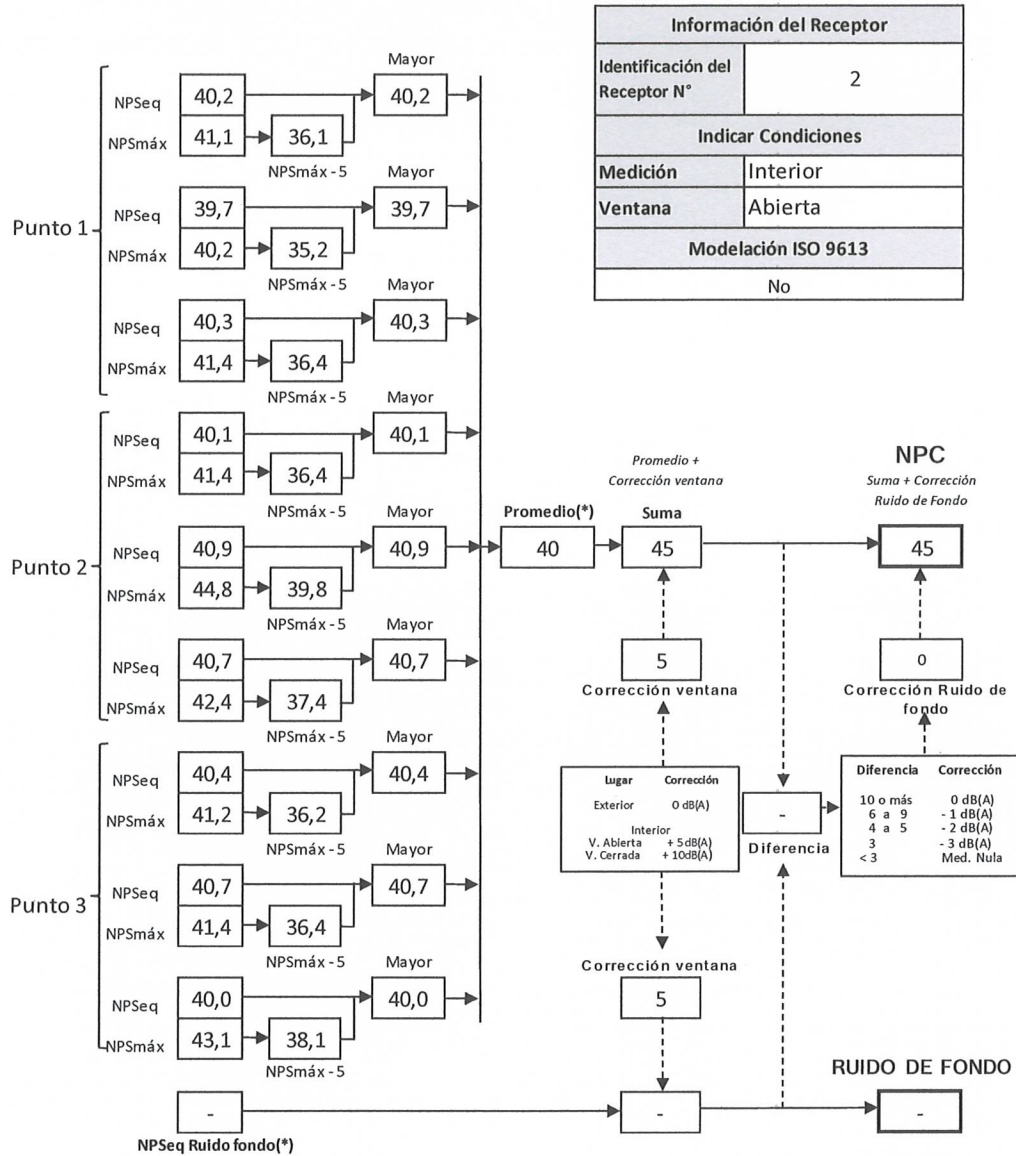 Información del Receptor
Identificación del Receptor N° 2
Indicar Condiciones
Medición Interior
Ventana Abierta
Modelación ISO 9613
No
Punto 1
Mayor
NPSeq 40,2 40,2
NPSmáx 41,1 36,1
NPSmáx - 5
Mayor
NPSeq 39,7 39,7
NPSmáx 40,2 35,2
NPSmáx - 5
Mayor
NPSeq 40,3 40,3
NPSmáx 41,4 36,4
NPSmáx - 5
Punto 2
Mayor
NPSeq 40,1 40,1
NPSmáx 41,4 36,4
NPSmáx - 5
Mayor
NPSeq 40,9 40,9
NPSmáx 44,8 39,8
NPSmáx - 5
Mayor
NPSeq 40,7 40,7
NPSmáx 42,4 37,4
NPSmáx - 5
Punto 3
Mayor
NPSeq 40,4 40,4
NPSmáx 41,2 36,2
NPSmáx - 5
Mayor
NPSeq 40,7 40,7
NPSmáx 41,4 36,4
NPSmáx - 5
Mayor
NPSeq 40,0 40,0
NPSmáx 43,1 38,1
NPSmáx - 5
-
NPSeq Ruido fondo(*)
Promedio(*)
40
Promedio +
Corrección ventana
Suma
45
5
Corrección ventana
Lugar Corrección
Exterior 0 dB(A)
Interior
V. Abierta + 5dB(A)
V. Cerrada + 10dB(A)
Corrección ventana
5
-
-
Diferencia
NPC
Suma + Corrección
Ruido de Fondo
45
0
Corrección Ruido de
fondo
Diferencia Corrección
10 o más 0 dB(A)
6 a 9 - 1 dB(A)
4 a 5 - 2 dB(A)
3 - 3 dB(A)
< 3 Med. Nula
RUIDO DE FONDO
-